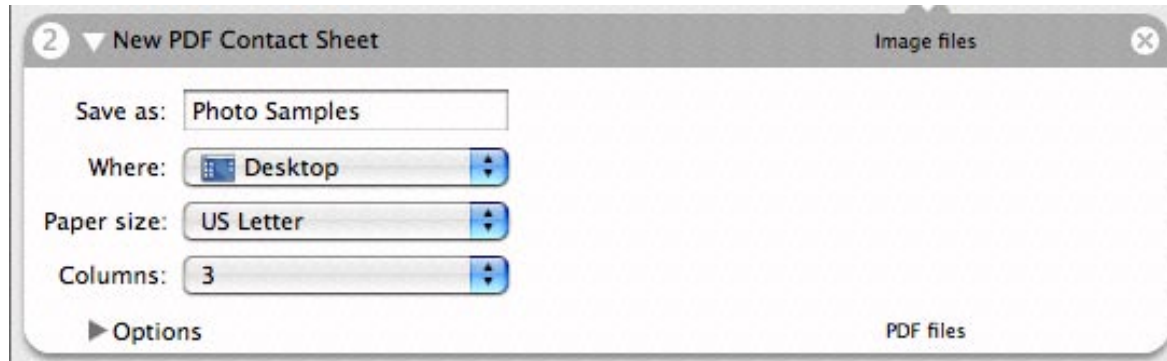 2 New PDF Contact Sheet Image files
Save as: Photo Samples
Where: Desktop
Paper size: US Letter
Columns: 3
Options PDF files